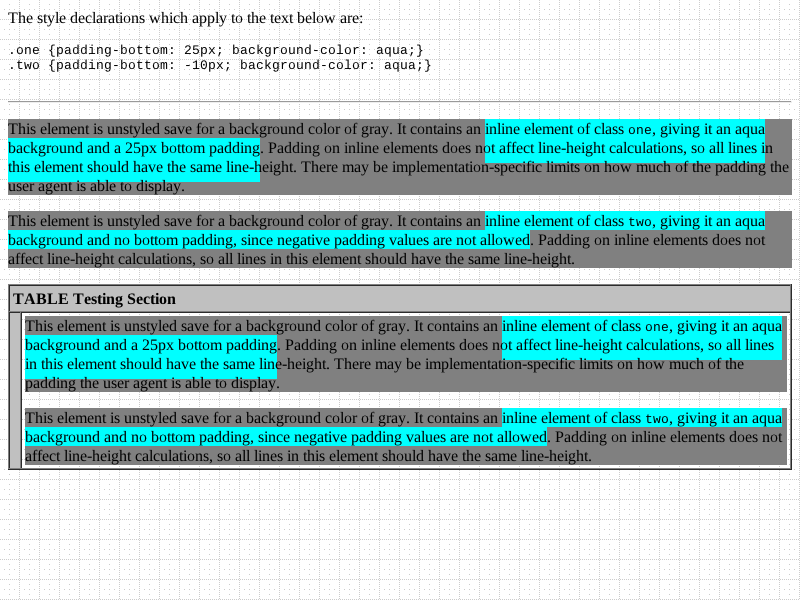 The style declarations which apply to the text below are:
.one {padding-bottom: 25px; background-color: aqua;}
.two {padding-bottom: -10px; background-color: aqua;}
This element is unstyled save for a background color of gray. It contains an inline element of class one, giving it an aqua
background and a 25px bottom padding. Padding on inline elements does not affect line-height calculations, so all lines in
this element should have the same line-height. There may be implementation-specific limits on how much of the padding the
user agent is able to display.
This element is unstyled save for a background color of gray. It contains an inline element of class two, giving it an aqua
background and no bottom padding, since negative padding values are not allowed. Padding on inline elements does not
affect line-height calculations, so all lines in this element should have the same line-height.
TABLE Testing Section
This element is unstyled save for a background color of gray. It contains an inline element of class one, giving it an aqua
background and a 25px bottom padding. Padding on inline elements does not affect line-height calculations, so all lines
in this element should have the same line-height. There may be implementation-specific limits on how much of the
padding the user agent is able to display.
This element is unstyled save for a background color of gray. It contains an inline element of class two, giving it an aqua
background and no bottom padding, since negative padding values are not allowed. Padding on inline elements does not
affect line-height calculations, so all lines in this element should have the same line-height.